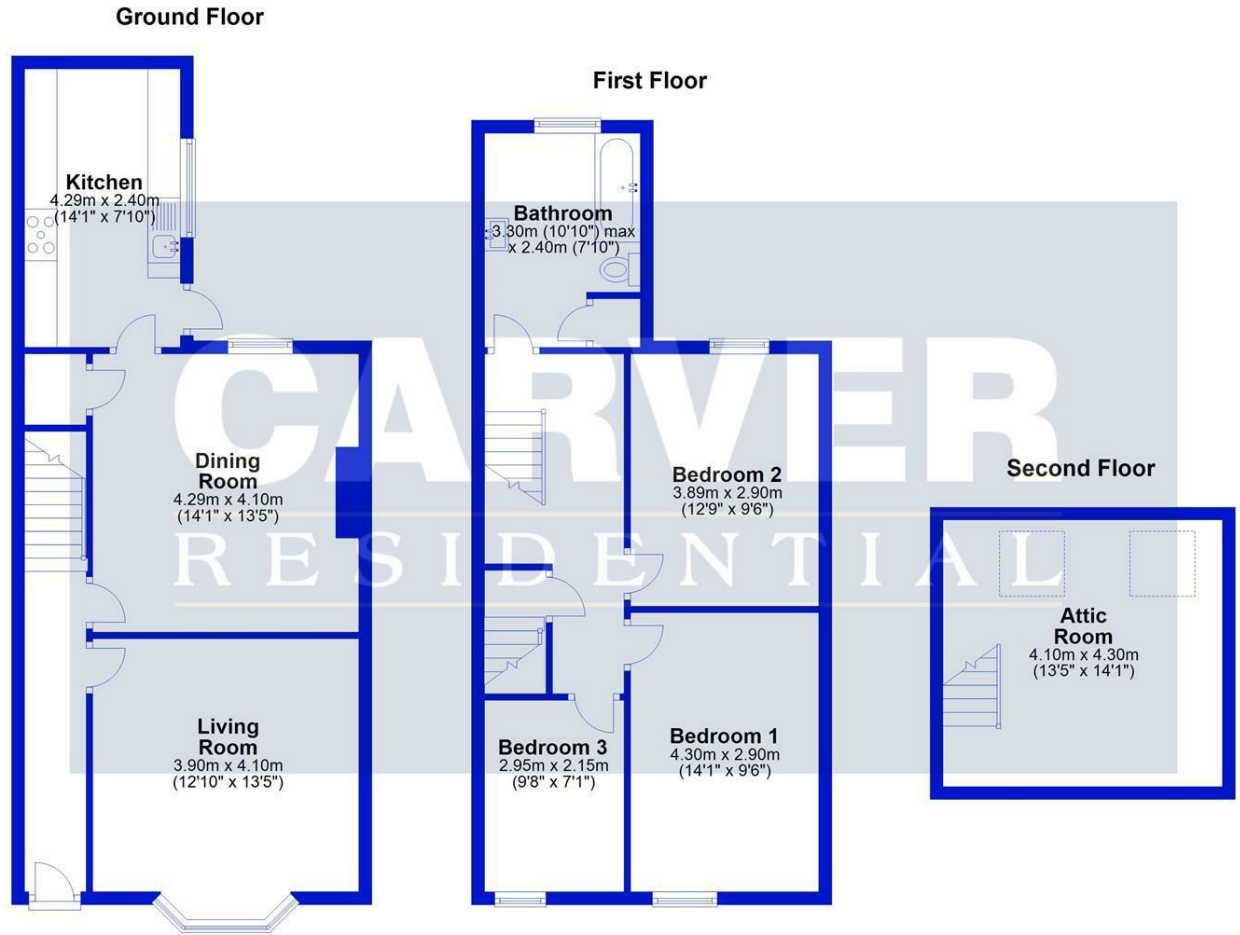 Ground Floor
Kitchen
4.29m x 2.40m
(14'1" x 7'10")
Dining
Room
4.29m x 4.10m
(14'1" x 13'5")
Living
Room
3.90m x 4.10m
(12'10" x 13'5")
First Floor
Bathroom
3.30m (10'10") max
x 2.40m (7'10")
Bedroom 2
3.89m x 2.90m
(12'9" x 9'6")
Bedroom 3
2.95m x 2.15m
(9'8" x 7'1")
Bedroom 1
4.30m x 2.90m
(14'1" x 9'6")
Second Floor
Attic
Room
4.10m x 4.30m
(13'5" x 14'1")
CARVER
RESIDENTIAL